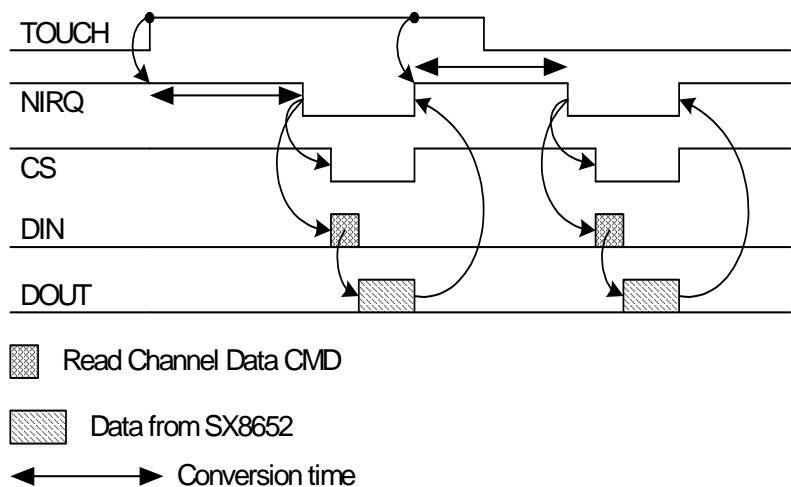 TOUCH
NIRQ
CS
DIN
DOUT
Read Channel Data CMD
Data from SX8652
Conversion time